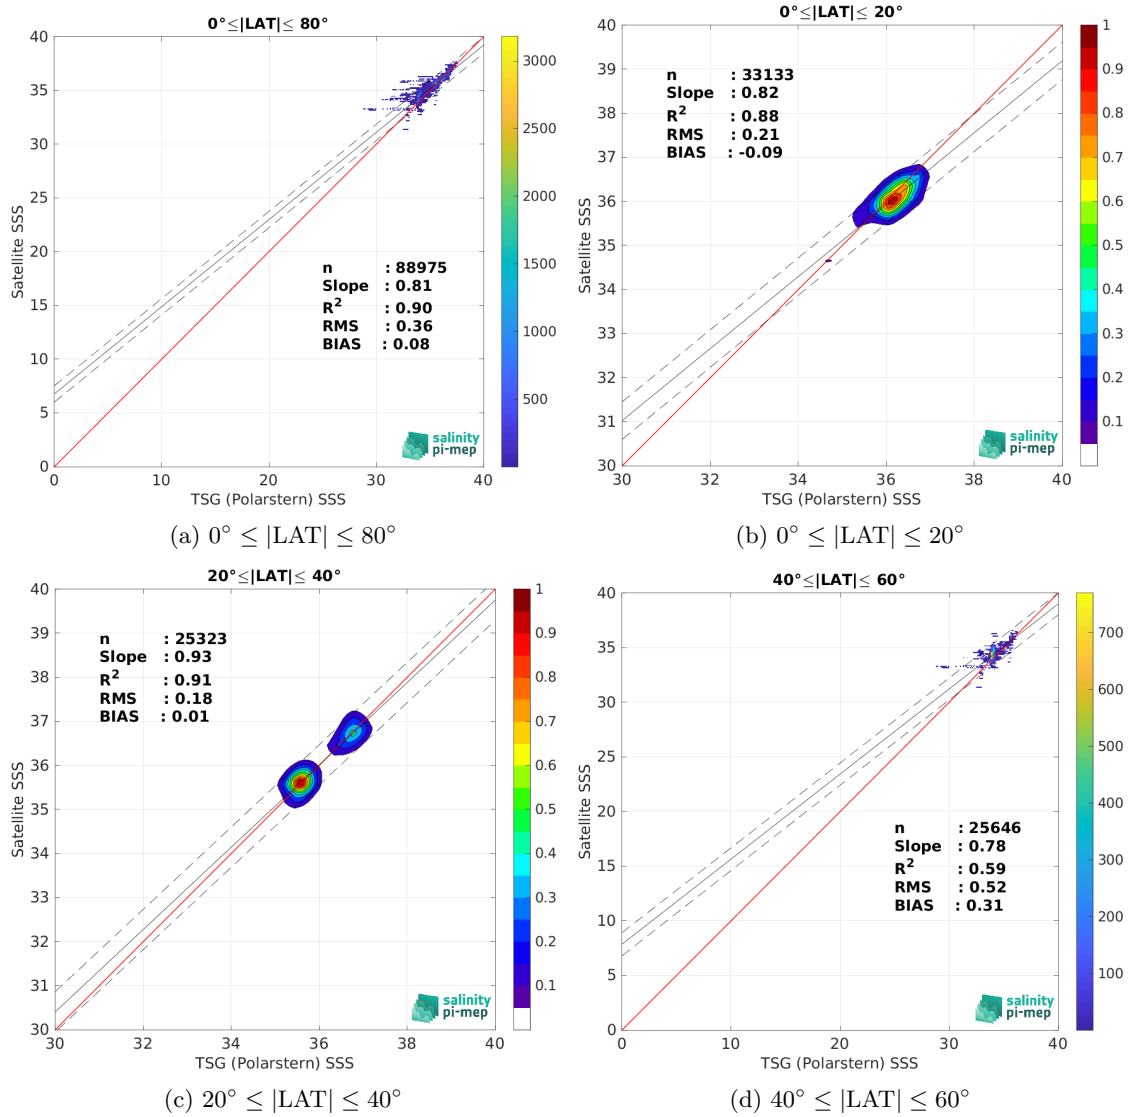 0°≤|LAT|≤ 80°
40
35
30
25
20
15
10
5
0
Satellite SSS
n : 88975
Slope : 0.81
R² : 0.90
RMS : 0.36
BIAS : 0.08
salinity
pi-mep
0 10 20 30 40
TSG (Polarstern) SSS
3000
2500
2000
1500
1000
500
(a) 0° ≤ |LAT| ≤ 80°
0°≤|LAT|≤ 20°
40
39
38
37
36
35
34
33
32
31
30
Satellite SSS
n : 33133
Slope : 0.82
R² : 0.88
RMS : 0.21
BIAS : -0.09
salinity
pi-mep
30 32 34 36 38 40
TSG (Polarstern) SSS
1
0.9
0.8
0.7
0.6
0.5
0.4
0.3
0.2
0.1
(b) 0° ≤ |LAT| ≤ 20°
20°≤|LAT|≤ 40°
40
39
38
37
36
35
34
33
32
31
30
Satellite SSS
n : 25323
Slope : 0.93
R² : 0.91
RMS : 0.18
BIAS : 0.01
salinity
pi-mep
30 32 34 36 38 40
TSG (Polarstern) SSS
1
0.9
0.8
0.7
0.6
0.5
0.4
0.3
0.2
0.1
(c) 20° ≤ |LAT| ≤ 40°
40°≤|LAT|≤ 60°
40
35
30
25
20
15
10
5
0
Satellite SSS
n : 25646
Slope : 0.78
R² : 0.59
RMS : 0.52
BIAS : 0.31
salinity
pi-mep
0 10 20 30 40
TSG (Polarstern) SSS
700
600
500
400
300
200
100
(d) 40° ≤ |LAT| ≤ 60°